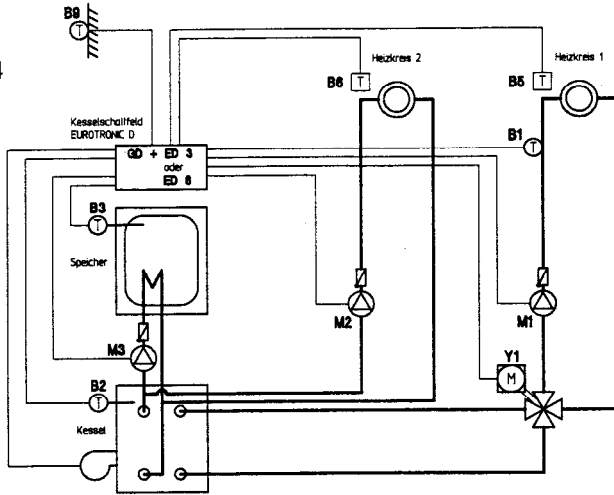 B9
Heizkreis 2
Heizkreis 1
B6
T
B5
T
T
Kesselschaltfeld
EUROTRONIC D
B1
T
GD + ED 3
oder
ED 6
B3
T
Speicher
M2
M1
M3
Y1
M
B2
T
Kessel